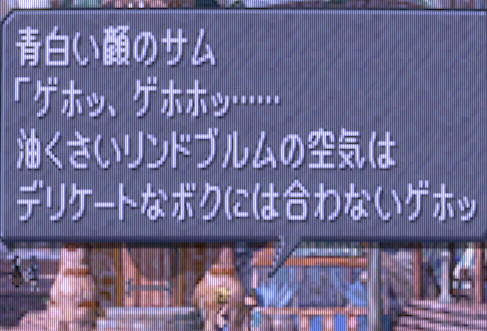 青白い顔のサム
「ゲホッ、ゲホホッ……
油くさいリンドブルムの空気は
デリケートなボクには合わないゲホッ